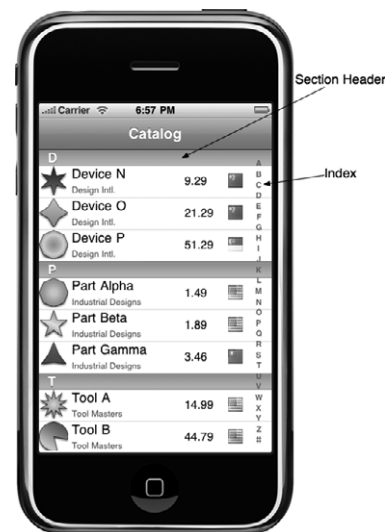 Section Header
Carrier 6:57 PM
Catalog
D
Device N 9.29
Design Intl.
Index
Device O 21.29
Design Intl.
Device P 51.29
Design Intl.
P
Part Alpha 1.49
Industrial Designs
Part Beta 1.89
Industrial Designs
Part Gamma 3.46
Industrial Designs
T
Tool A 14.99
Tool Masters
Tool B 44.79
Tool Masters
A
B
C
D
E
F
G
H
I
J
K
L
M
N
O
P
Q
R
S
T
U
V
W
X
Y
Z
#